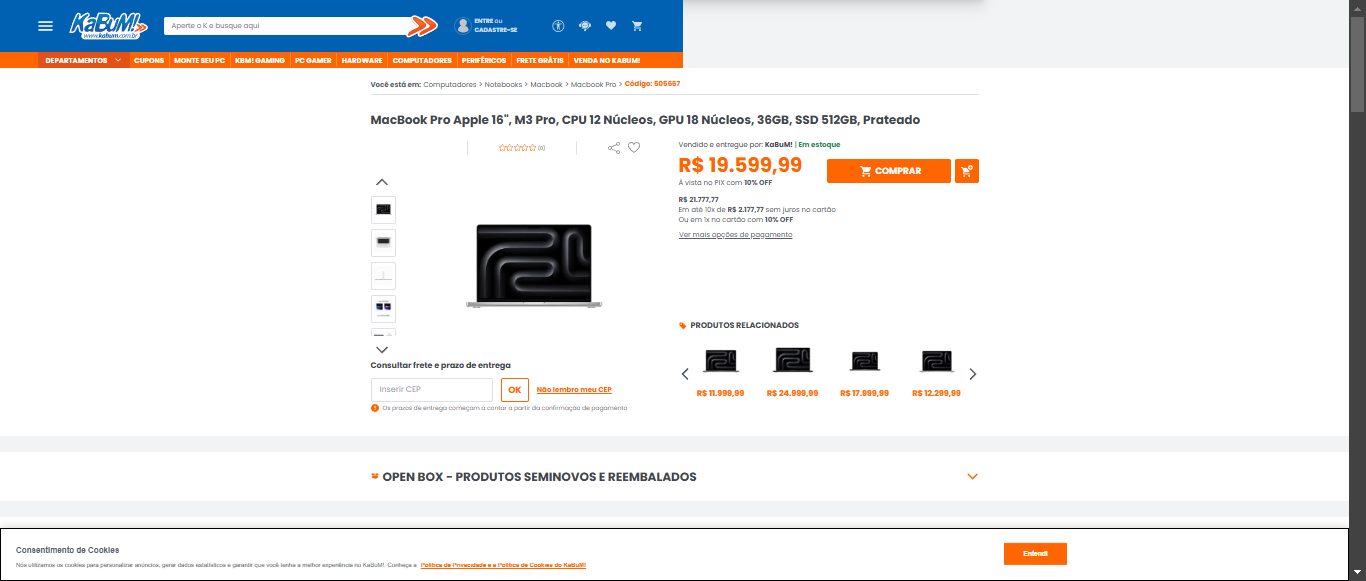 KaBuM!
www.kabum.com.br
Aperte o K e busque aqui
ENTRE ou
CADASTRE-SE
DEPARTAMENTOS CUPONS MONTE SEU PC KBM! GAMING PC GAMER HARDWARE COMPUTADORES PERIFÉRICOS FRETE GRÁTIS VENDA NO KABUM!
Você está em: Computadores > Notebooks > Macbook > Macbook Pro > Código: 505667
MacBook Pro Apple 16", M3 Pro, CPU 12 Núcleos, GPU 18 Núcleos, 36GB, SSD 512GB, Prateado
(0)
Vendido e entregue por: KaBuM! | Em estoque
R$ 19.599,99
À vista no PIX com 10% OFF
COMPRAR
R$ 21.777,77
Em até 10x de R$ 2.177,77 sem juros no cartão
Ou em 1x no cartão com 10% OFF
Ver mais opções de pagamento
PRODUTOS RELACIONADOS
R$ 11.999,99 R$ 24.999,99 R$ 17.999,99 R$ 12.299,99
Consultar frete e prazo de entrega
Inserir CEP OK Não lembro meu CEP
Os prazos de entrega começam a contar a partir da confirmação de pagamento
OPEN BOX - PRODUTOS SEMINOVOS E REEMBALADOS
Consentimento de Cookies
Nós utilizamos os cookies para personalizar anúncios, gerar dados estatísticos e garantir que você tenha a melhor experiência no KaBuM!. Conheça a Política de Privacidade e a Política de Cookies do KaBuM!
Entendi